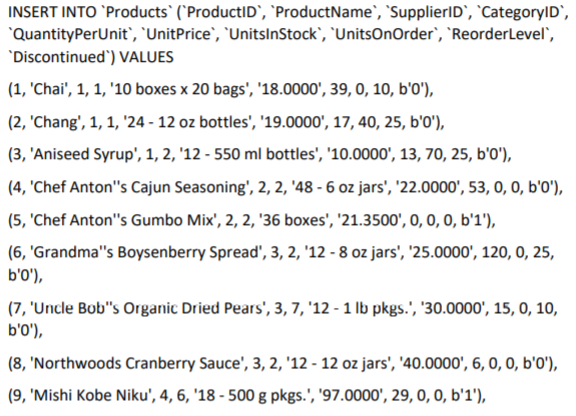 INSERT INTO `Products` (`ProductID`, `ProductName`, `SupplierID`, `CategoryID`,
`QuantityPerUnit`, `UnitPrice`, `UnitsInStock`, `UnitsOnOrder`, `ReorderLevel`,
`Discontinued`) VALUES
(1, 'Chai', 1, 1, '10 boxes x 20 bags', '18.0000', 39, 0, 10, b'0'),
(2, 'Chang', 1, 1, '24 - 12 oz bottles', '19.0000', 17, 40, 25, b'0'),
(3, 'Aniseed Syrup', 1, 2, '12 - 550 ml bottles', '10.0000', 13, 70, 25, b'0'),
(4, 'Chef Anton''s Cajun Seasoning', 2, 2, '48 - 6 oz jars', '22.0000', 53, 0, 0, b'0'),
(5, 'Chef Anton''s Gumbo Mix', 2, 2, '36 boxes', '21.3500', 0, 0, 0, b'1'),
(6, 'Grandma''s Boysenberry Spread', 3, 2, '12 - 8 oz jars', '25.0000', 120, 0, 25,
b'0'),
(7, 'Uncle Bob''s Organic Dried Pears', 3, 7, '12 - 1 lb pkgs.', '30.0000', 15, 0, 10,
b'0'),
(8, 'Northwoods Cranberry Sauce', 3, 2, '12 - 12 oz jars', '40.0000', 6, 0, 0, b'0'),
(9, 'Mishi Kobe Niku', 4, 6, '18 - 500 g pkgs.', '97.0000', 29, 0, 0, b'1'),